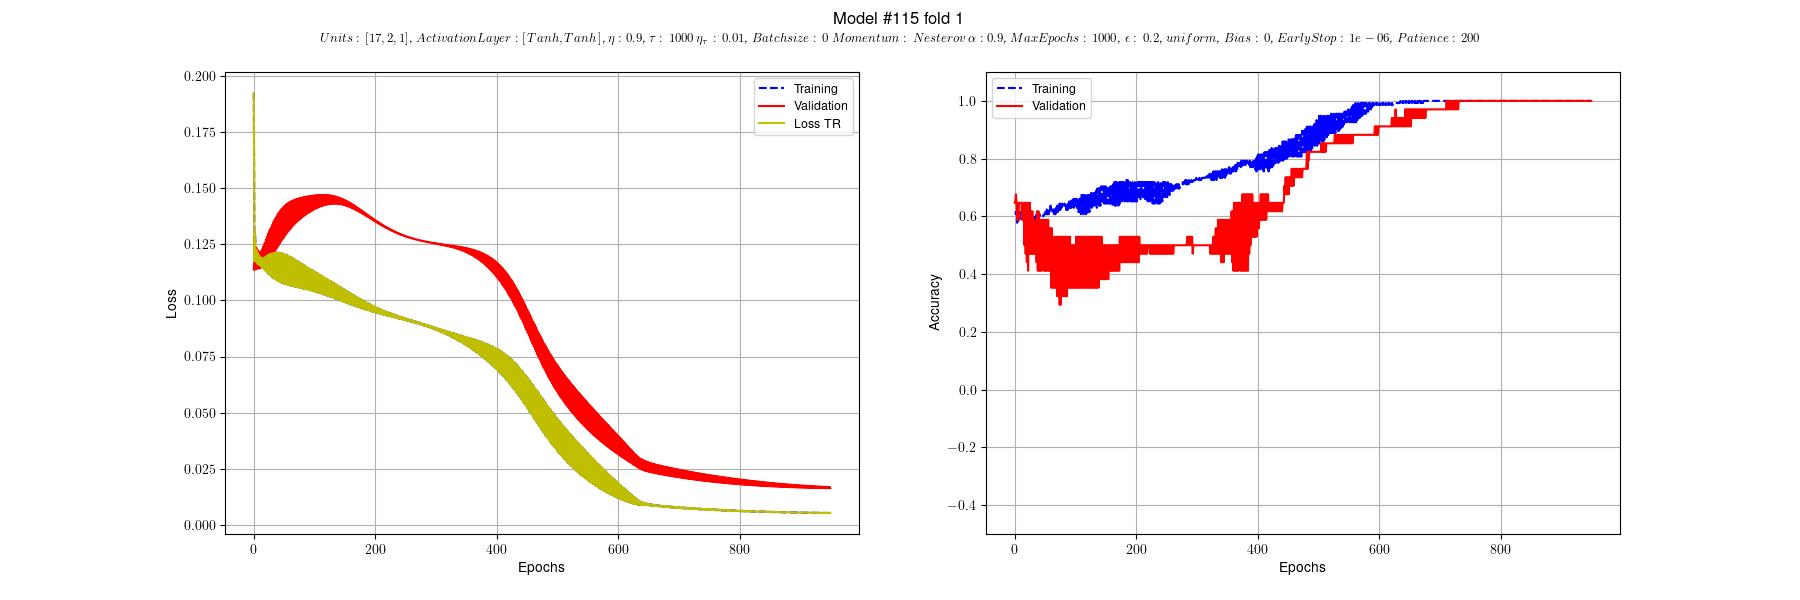 Model #115 fold 1
Units : [17, 2, 1], ActivationLayer : [Tanh, Tanh], η : 0.9, τ : 1000 η_τ : 0.01, Batchsize : 0 Momentum : Nesterov α : 0.9, MaxEpochs : 1000, ϵ : 0.2, uniform, Bias : 0, EarlyStop : 1e − 06, Patience : 200
0.200
0.175
0.150
0.125
0.100
0.075
0.050
0.025
0.000
Loss
Training
Validation
Loss TR
0
200
400
600
800
Epochs
1.0
0.8
0.6
0.4
0.2
0.0
−0.2
−0.4
Accuracy
Training
Validation
0
200
400
600
800
Epochs